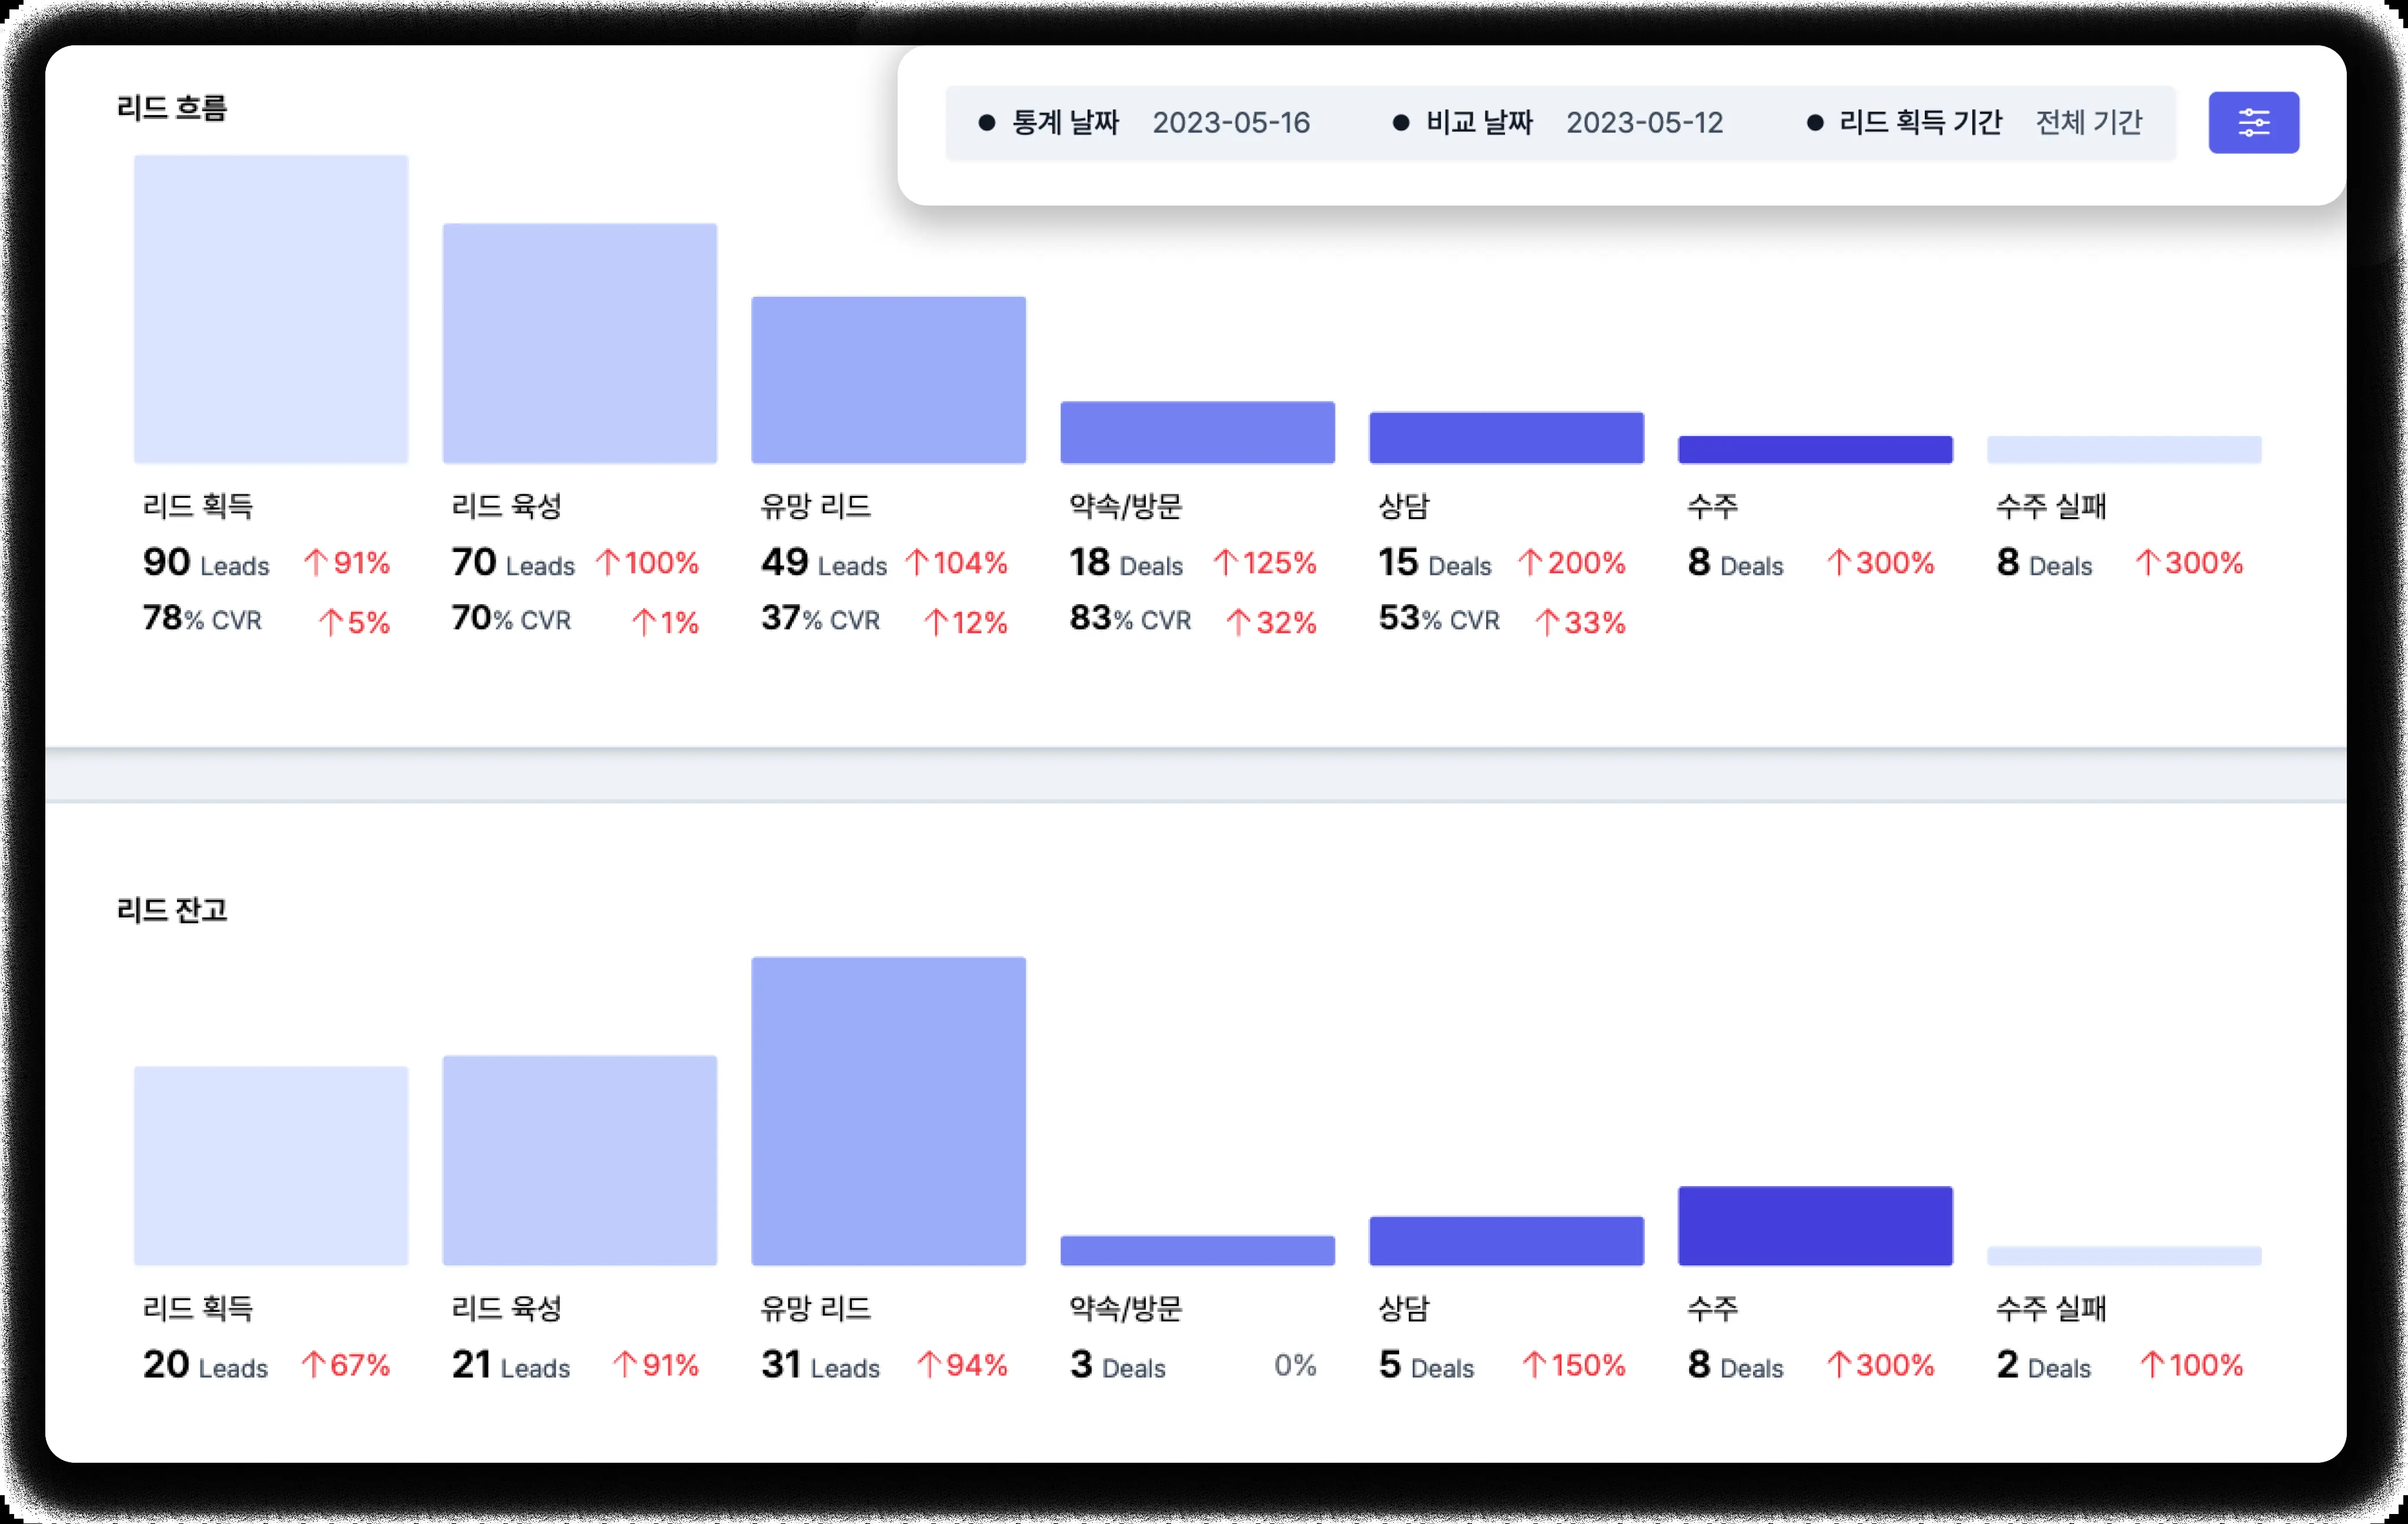 리드 흐름
● 통계 날짜 2023-05-16 ● 비교 날짜 2023-05-12 ● 리드 획득 기간 전체 기간
리드 획득 리드 육성 유망 리드 약속/방문 상담 수주 수주 실패
90 Leads ↑91% 70 Leads ↑100% 49 Leads ↑104% 18 Deals ↑125% 15 Deals ↑200% 8 Deals ↑300% 8 Deals ↑300%
78% CVR ↑5% 70% CVR ↑1% 37% CVR ↑12% 83% CVR ↑32% 53% CVR ↑33%
리드 잔고
리드 획득 리드 육성 유망 리드 약속/방문 상담 수주 수주 실패
20 Leads ↑67% 21 Leads ↑91% 31 Leads ↑94% 3 Deals 0% 5 Deals ↑150% 8 Deals ↑300% 2 Deals ↑100%